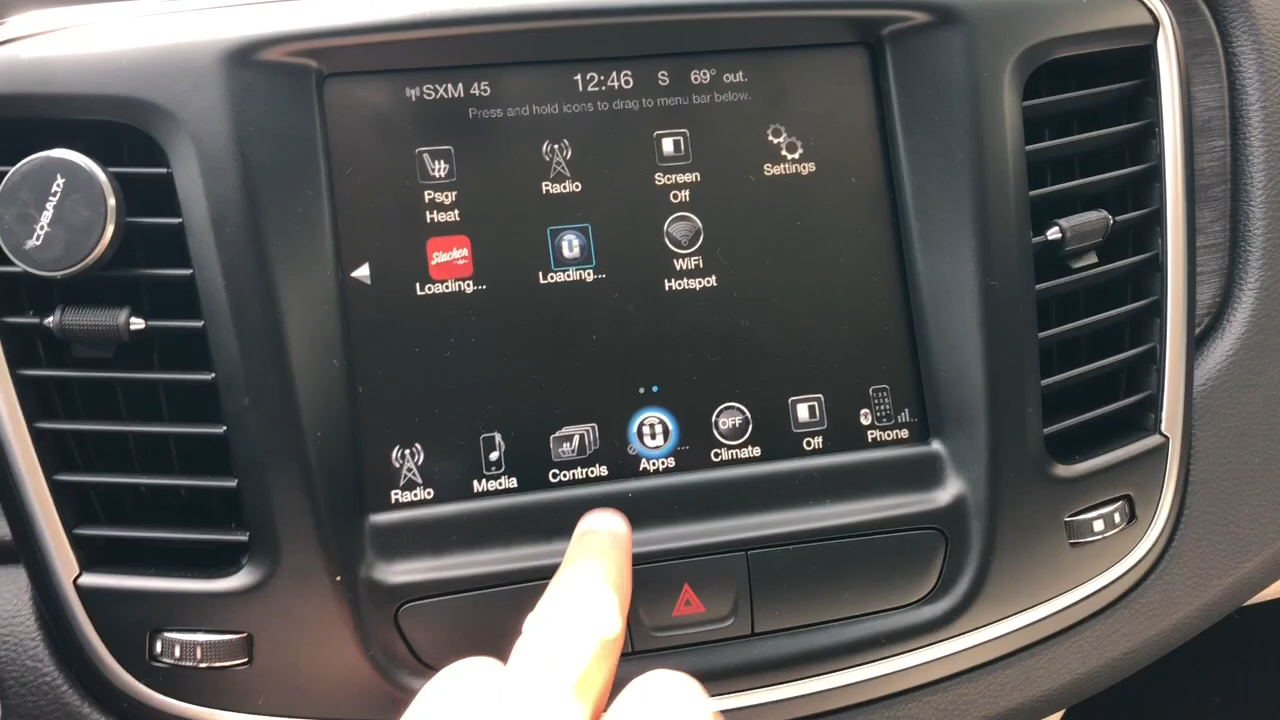 SXM 45 12:46 S 69° out.
Press and hold icons to drag to menu bar below.
Psgr
Heat
Radio
Screen
Off
Settings
Slacker
Loading...
Loading...
WiFi
Hotspot
Radio
Media
Controls
Apps
OFF
Climate
Off
Phone
COBALTX